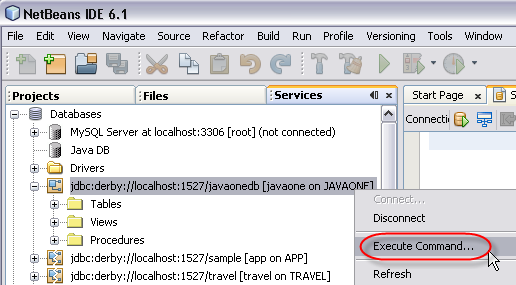 NetBeans IDE 6.1
File Edit View Navigate Source Refactor Build Run Profile Versioning Tools Window
Projects Files Services Start Page
Databases
MySQL Server at localhost:3306 [root] (not connected)
Java DB
Drivers
jdbc:derby://localhost:1527/javaonedb [javaone on JAVAONE]
Tables
Views
Procedures
jdbc:derby://localhost:1527/sample [app on APP]
jdbc:derby://localhost:1527/travel [travel on TRAVEL]
Connecti
Connect...
Disconnect
Execute Command...
Refresh